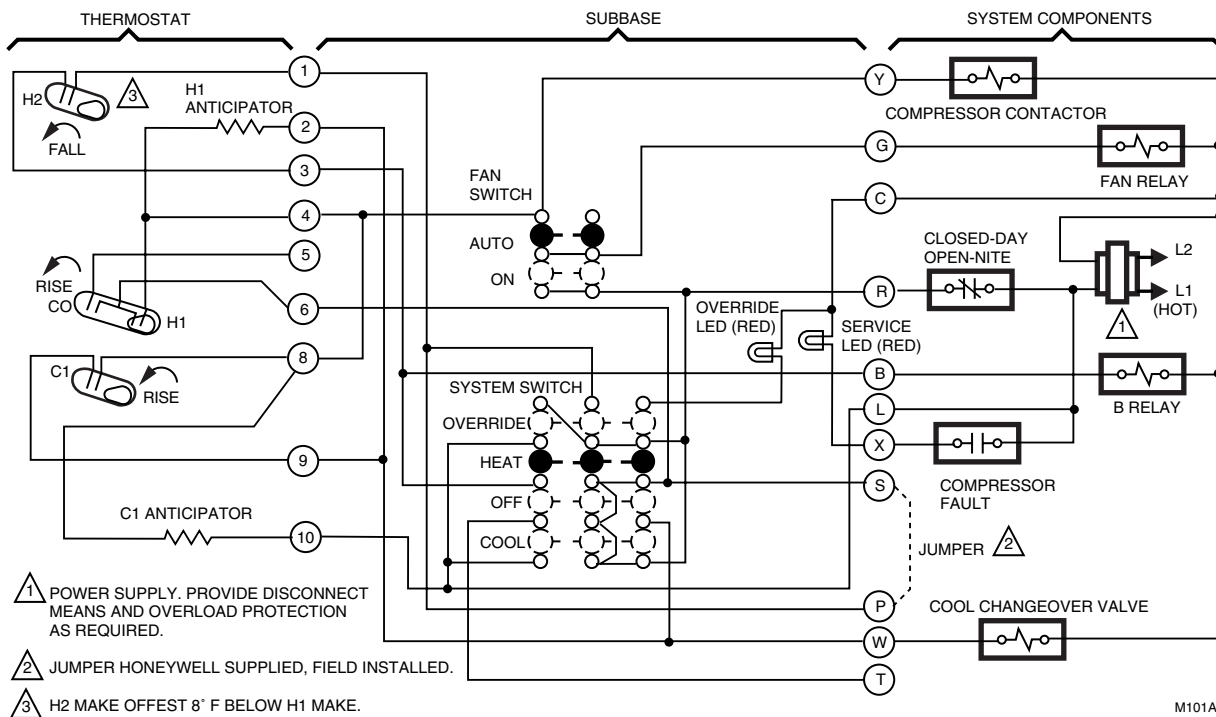 THERMOSTAT
SUBBASE
SYSTEM COMPONENTS
1
Y
H2
3
H1
ANTICIPATOR
2
COMPRESSOR CONTACTOR
FALL
G
3
FAN
SWITCH
FAN RELAY
C
4
AUTO
CLOSED-DAY
OPEN-NITE
5
L2
RISE
ON
CO
R
L1
(HOT)
6
H1
OVERRIDE
LED (RED)
SERVICE
LED (RED)
1
8
C1
RISE
SYSTEM SWITCH
B
B RELAY
OVERRIDE
L
X
9
HEAT
COMPRESSOR
FAULT
S
OFF
C1 ANTICIPATOR
10
COOL
JUMPER 2
1 POWER SUPPLY. PROVIDE DISCONNECT
MEANS AND OVERLOAD PROTECTION
AS REQUIRED.
P
COOL CHANGEOVER VALVE
W
2 JUMPER HONEYWELL SUPPLIED, FIELD INSTALLED.
T
3 H2 MAKE OFFEST 8° F BELOW H1 MAKE.
M101A